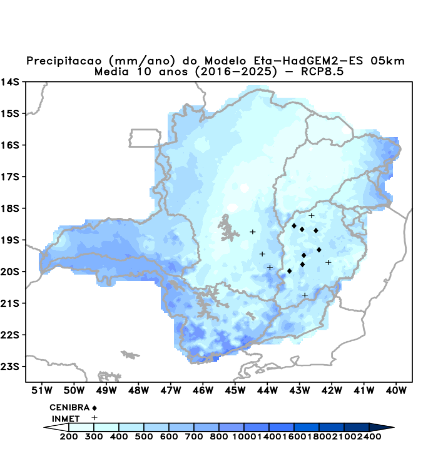 Precipitacao (mm/ano) do Modelo Eta-HadGEM2-ES 05km
Media 10 anos (2016-2025) - RCP8.5
14S
15S
16S
17S
18S
19S
20S
21S
22S
23S
51W 50W 49W 48W 47W 46W 45W 44W 43W 42W 41W 40W
CENIBRA
INMET
200 300 400 500 600 800 1000 1400 1600 1800 2100 2400